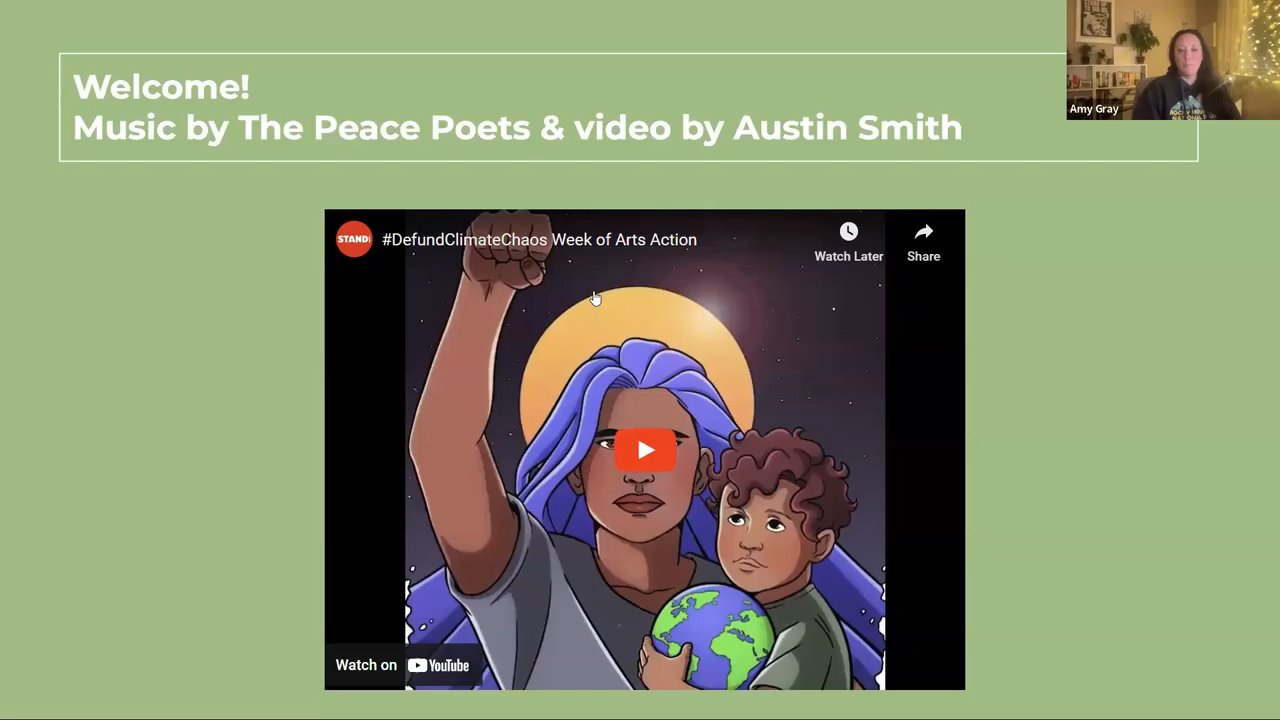 Welcome!
Music by The Peace Poets & video by Austin Smith
Amy Gray
STAND
#DefundClimateChaos Week of Arts Action
Watch Later
Share
Watch on YouTube